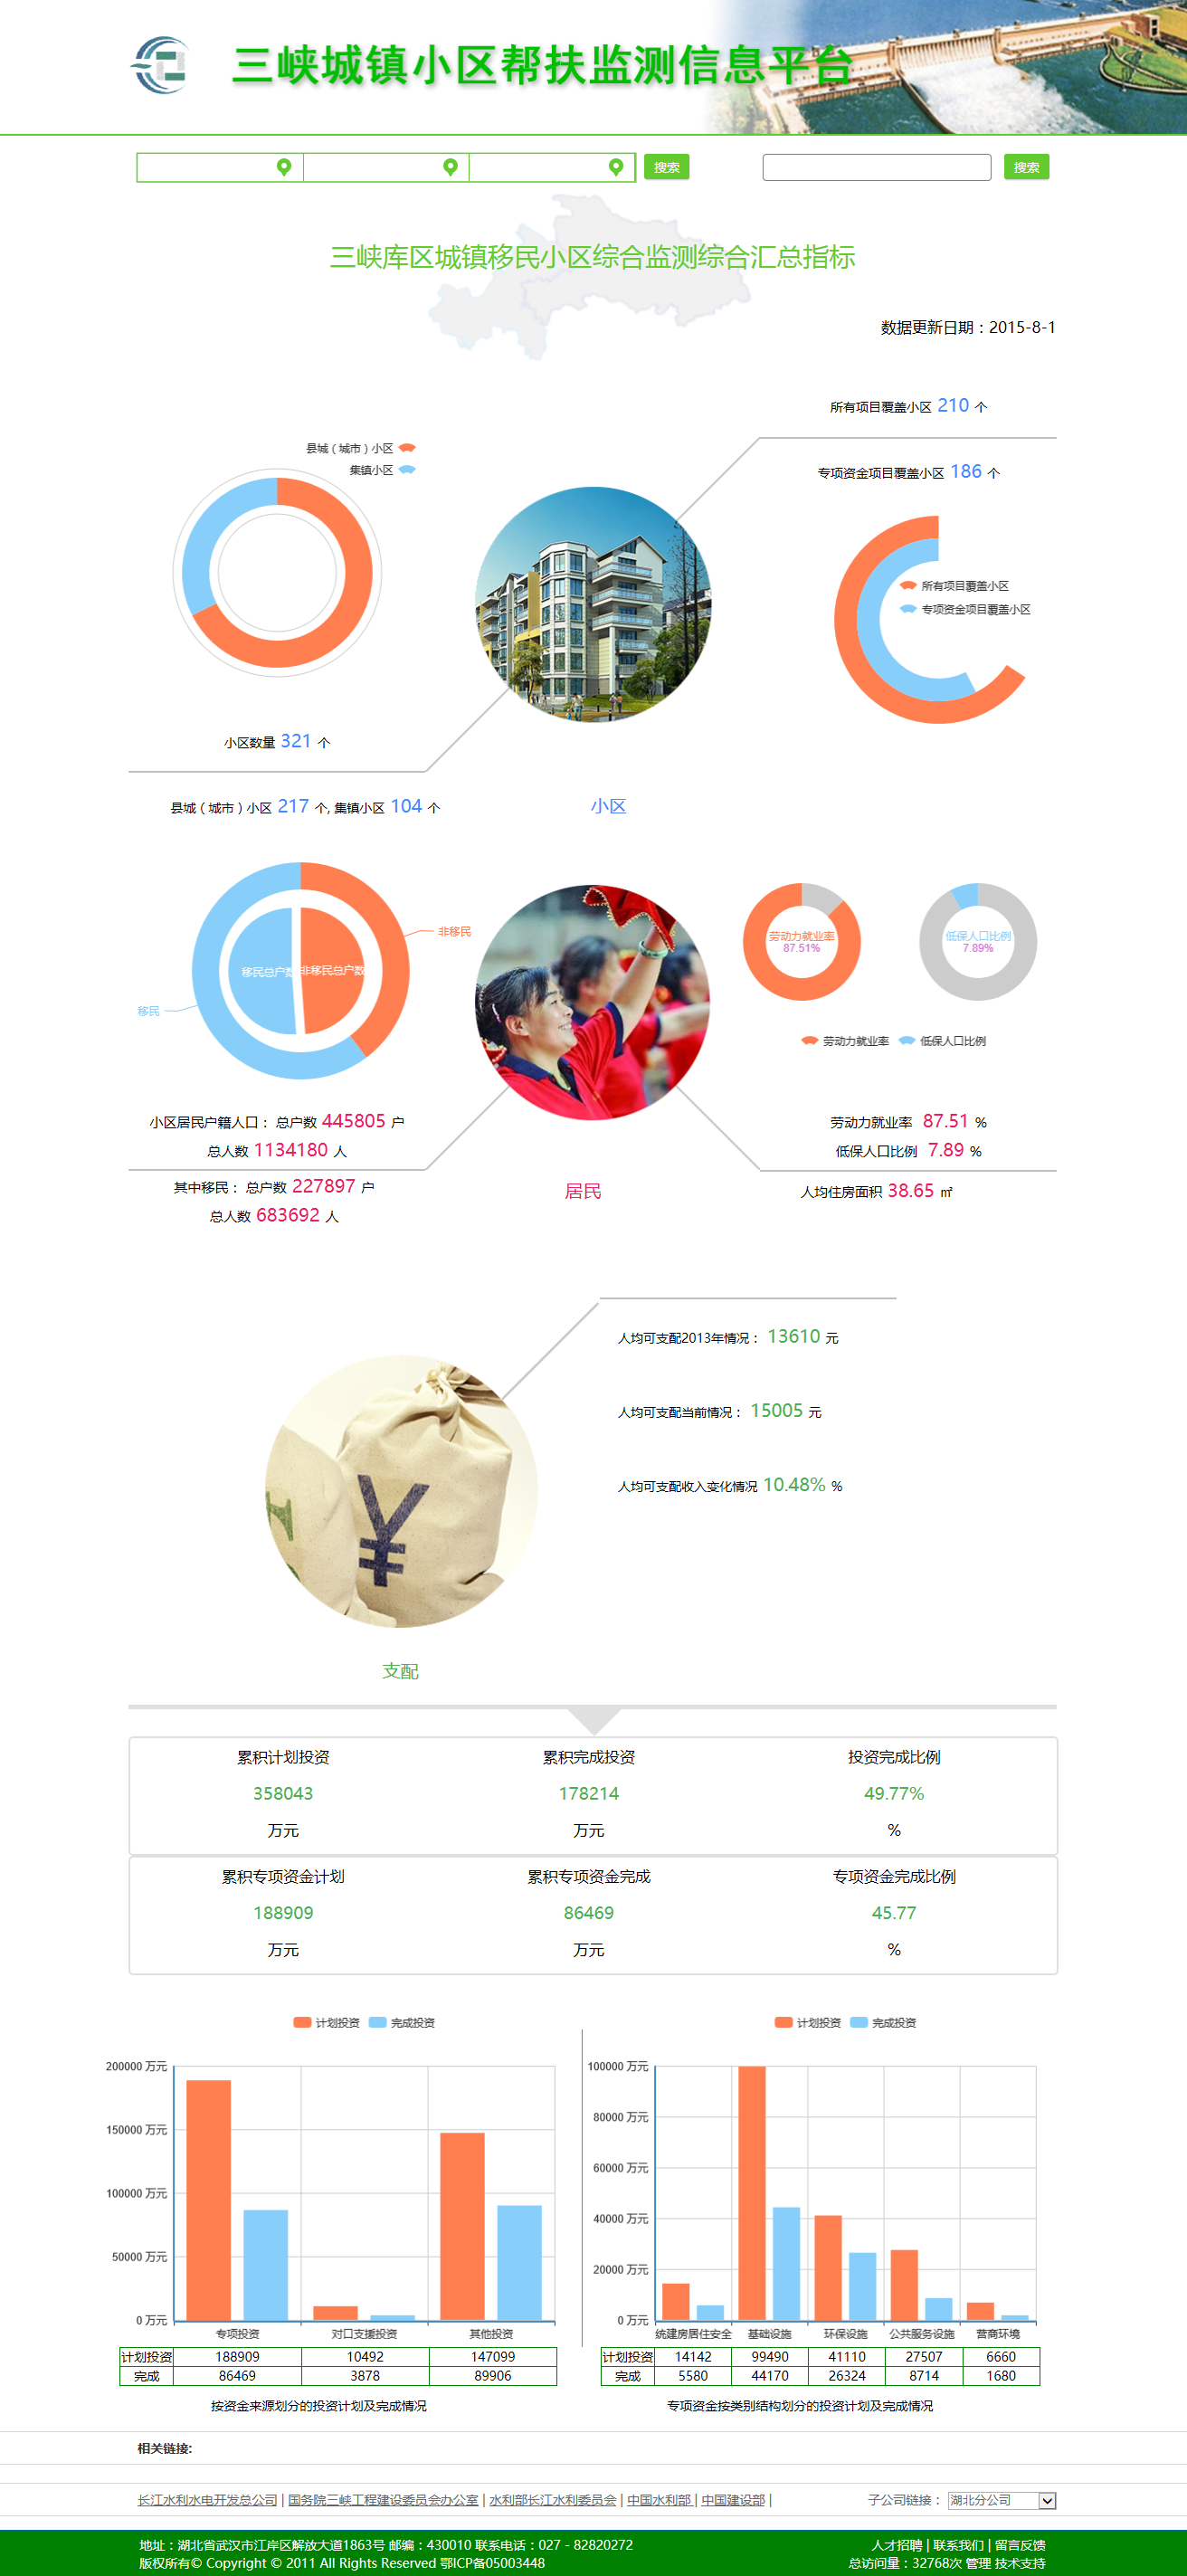 三峡城镇小区帮扶监测信息平台
搜索
搜索
三峡库区城镇移民小区综合监测综合汇总指标
数据更新日期：2015-8-1
所有项目覆盖小区 210 个
专项资金项目覆盖小区 186 个
县城（城市）小区
集镇小区
所有项目覆盖小区
专项资金项目覆盖小区
小区数量 321 个
县城（城市）小区 217 个, 集镇小区 104 个
小区
非移民
移民总户数
非移民总户数
移民
劳动力就业率
87.51%
低保人口比例
7.89%
劳动力就业率 低保人口比例
小区居民户籍人口： 总户数 445805 户
总人数 1134180 人
其中移民： 总户数 227897 户
总人数 683692 人
居民
劳动力就业率 87.51 %
低保人口比例 7.89 %
人均住房面积 38.65 ㎡
人均可支配2013年情况： 13610 元
人均可支配当前情况： 15005 元
人均可支配收入变化情况 10.48% %
¥
支配
累积计划投资 累积完成投资 投资完成比例
358043 178214 49.77%
万元 万元 %
累积专项资金计划 累积专项资金完成 专项资金完成比例
188909 86469 45.77
万元 万元 %
计划投资 完成投资
200000 万元
150000 万元
100000 万元
50000 万元
0 万元
专项投资 对口支援投资 其他投资
计划投资 188909 10492 147099
完成 86469 3878 89906
按资金来源划分的投资计划及完成情况
计划投资 完成投资
100000 万元
80000 万元
60000 万元
40000 万元
20000 万元
0 万元
统建房居住安全 基础设施 环保设施 公共服务设施 营商环境
计划投资 14142 99490 41110 27507 6660
完成 5580 44170 26324 8714 1680
专项资金按类别结构划分的投资计划及完成情况
相关链接:
长江水利水电开发总公司 | 国务院三峡工程建设委员会办公室 | 水利部长江水利委员会 | 中国水利部 | 中国建设部 |
子公司链接： 湖北分公司
地址：湖北省武汉市江岸区解放大道1863号 邮编：430010 联系电话：027 - 82820272
人才招聘 | 联系我们 | 留言反馈
版权所有© Copyright © 2011 All Rights Reserved 鄂ICP备05003448
总访问量：32768次 管理 技术支持